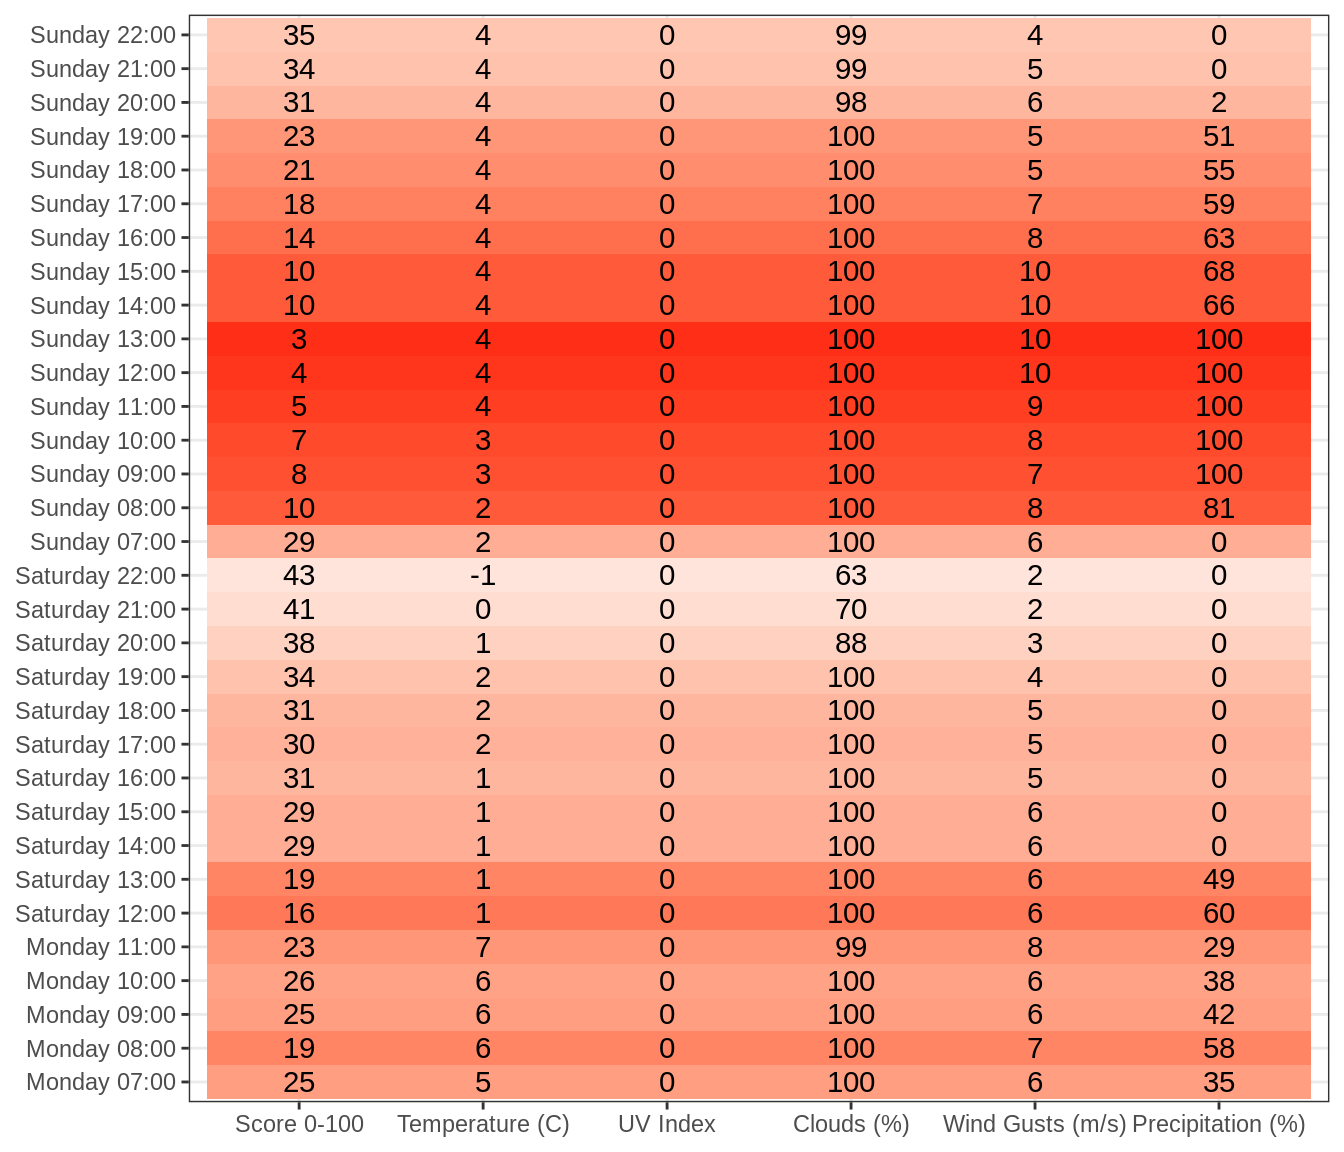 Sunday 22:00 35 4 0 99 4 0
Sunday 21:00 34 4 0 99 5 0
Sunday 20:00 31 4 0 98 6 2
Sunday 19:00 23 4 0 100 5 51
Sunday 18:00 21 4 0 100 5 55
Sunday 17:00 18 4 0 100 7 59
Sunday 16:00 14 4 0 100 8 63
Sunday 15:00 10 4 0 100 10 68
Sunday 14:00 10 4 0 100 10 66
Sunday 13:00 3 4 0 100 10 100
Sunday 12:00 4 4 0 100 10 100
Sunday 11:00 5 4 0 100 9 100
Sunday 10:00 7 3 0 100 8 100
Sunday 09:00 8 3 0 100 7 100
Sunday 08:00 10 2 0 100 8 81
Sunday 07:00 29 2 0 100 6 0
Saturday 22:00 43 -1 0 63 2 0
Saturday 21:00 41 0 0 70 2 0
Saturday 20:00 38 1 0 88 3 0
Saturday 19:00 34 2 0 100 4 0
Saturday 18:00 31 2 0 100 5 0
Saturday 17:00 30 2 0 100 5 0
Saturday 16:00 31 1 0 100 5 0
Saturday 15:00 29 1 0 100 6 0
Saturday 14:00 29 1 0 100 6 0
Saturday 13:00 19 1 0 100 6 49
Saturday 12:00 16 1 0 100 6 60
Monday 11:00 23 7 0 99 8 29
Monday 10:00 26 6 0 100 6 38
Monday 09:00 25 6 0 100 6 42
Monday 08:00 19 6 0 100 7 58
Monday 07:00 25 5 0 100 6 35
Score 0-100 Temperature (C) UV Index Clouds (%) Wind Gusts (m/s) Precipitation (%)